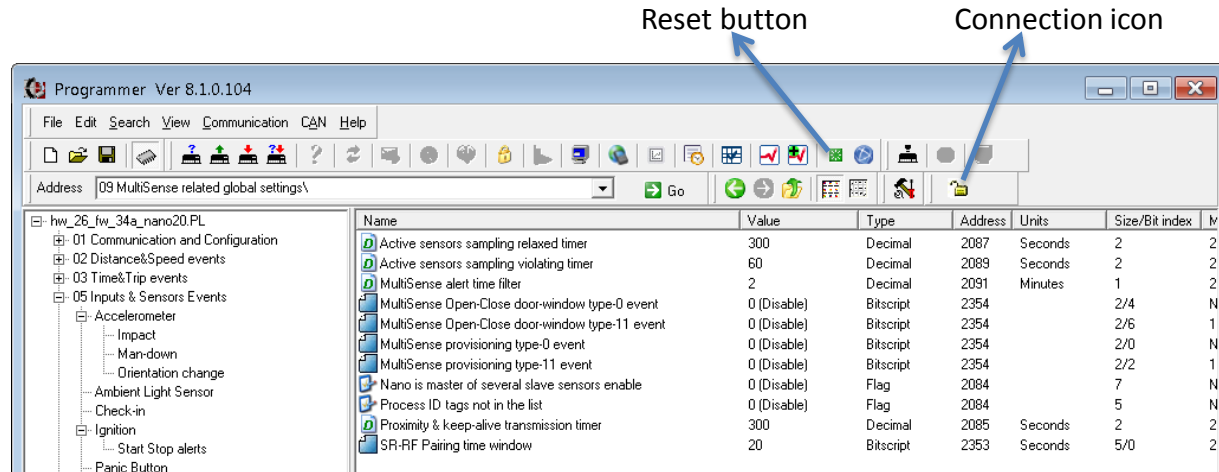 Reset button Connection icon
Programmer Ver 8.1.0.104
File Edit Search View Communication CAN Help
Address 09 MultiSense related global settings\ Go
hw_26_fw_34a_nano20.PL
01 Communication and Configuration
02 Distance&Speed events
03 Time&Trip events
05 Inputs & Sensors Events
Accelerometer
Impact
Man-down
Orientation change
Ambient Light Sensor
Check-in
Ignition
Start Stop alerts
Panic Button
Name Value Type Address Units Size/Bit index M
Active sensors sampling relaxed timer 300 Decimal 2087 Seconds 2 2
Active sensors sampling violating timer 60 Decimal 2089 Seconds 2 2
MultiSense alert time filter 2 Decimal 2091 Minutes 1 2
MultiSense Open-Close door-window type-0 event 0 (Disable) Bitscript 2354 2/4 N
MultiSense Open-Close door-window type-11 event 0 (Disable) Bitscript 2354 2/6 1
MultiSense provisioning type-0 event 0 (Disable) Bitscript 2354 2/0 N
MultiSense provisioning type-11 event 0 (Disable) Bitscript 2354 2/2 1
Nano is master of several slave sensors enable 0 (Disable) Flag 2084 7 N
Process ID tags not in the list 0 (Disable) Flag 2084 5 N
Proximity & keep-alive transmission timer 300 Decimal 2085 Seconds 2 2
SR-RF Pairing time window 20 Bitscript 2353 Seconds 5/0 2